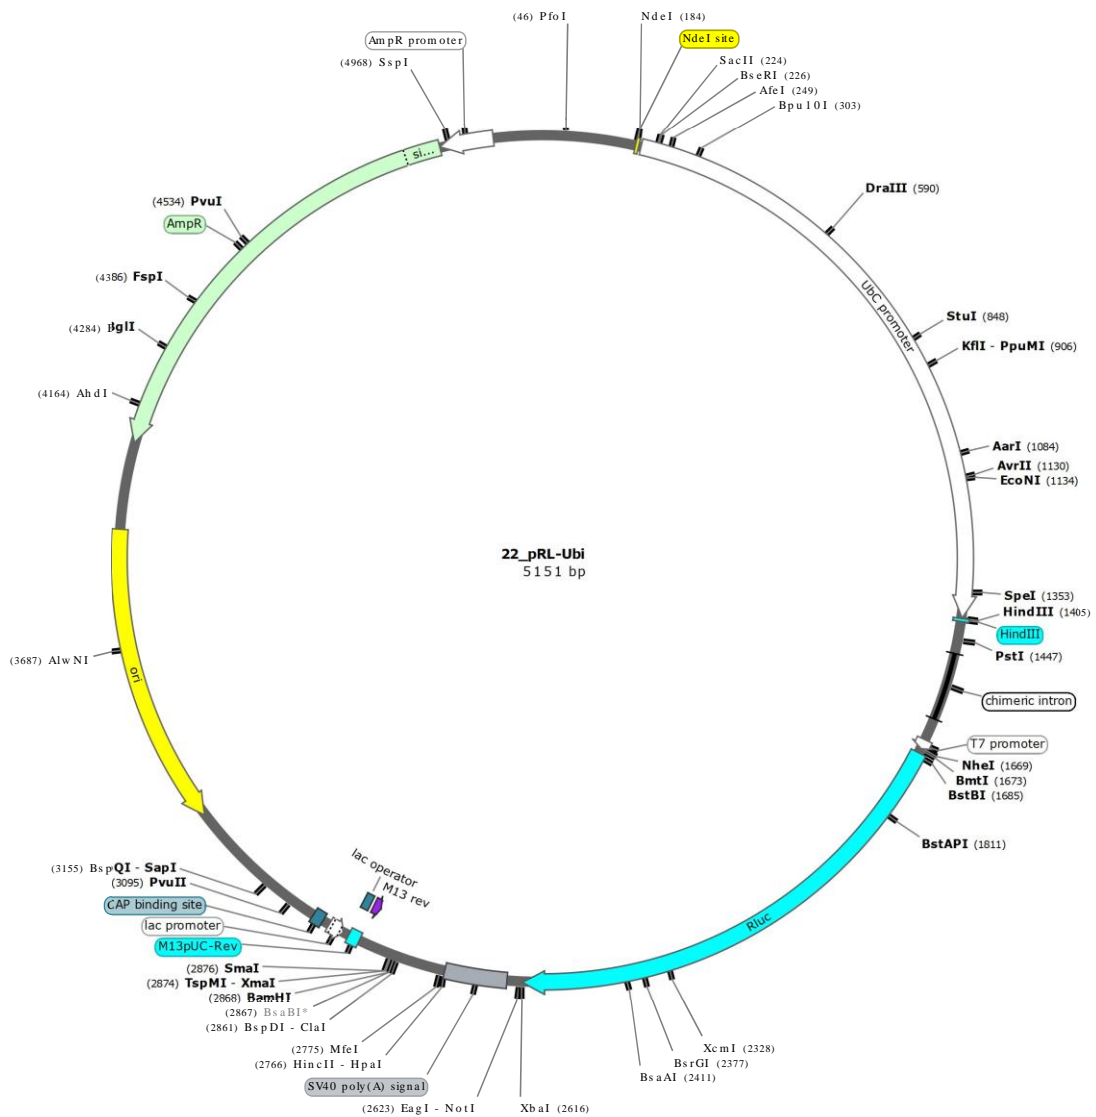 (46) PfoI
NdeI (184)
AmpR promoter
NdeI site
(4968) SspI
SacII (224)
BseRI (226)
AfeI (249)
Bpu10I (303)
si...
DraIII (590)
(4534) PvuI
AmpR
(4386) FspI
UbC promoter
StuI (848)
(4284) BglI
KflI - PpuMI (906)
(4164) AhdI
AarI (1084)
AvrII (1130)
EcoNI (1134)
22_pRL-Ubi
5151 bp
SpeI (1353)
HindIII (1405)
HindIII
PstI (1447)
(3687) AlwNI
ori
chimeric intron
T7 promoter
NheI (1669)
BmtI (1673)
BstBI (1685)
BstAPI (1811)
lac operator
M13 rev
(3155) BspQI - SapI
(3095) PvuII
CAP binding site
lac promoter
M13pUC-Rev
Rluc
(2876) SmaI
(2874) TspMI - XmaI
(2868) BamHI
(2867) BsaBI*
(2861) BspDI - ClaI
(2775) MfeI
(2766) HincII - HpaI
XcmI (2328)
BsrGI (2377)
BsaAI (2411)
SV40 poly(A) signal
(2623) EagI - NotI
XbaI (2616)